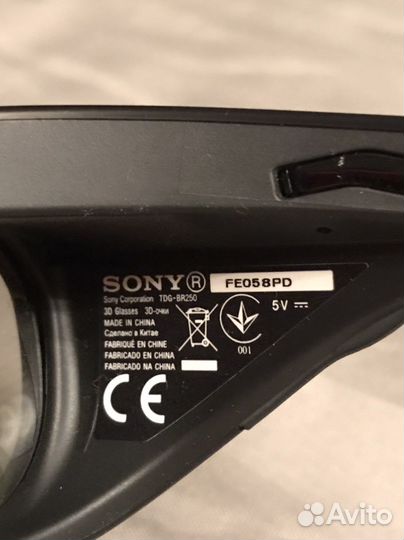 SONY® FE058PD
Sony Corporation TDG-BR250
3D Glasses 3D-очки
MADE IN CHINA
Сделано в Китае
FABRIQUÉ EN CHINE
FABRICADO EN CHINA
FABRICADO NA CHINA
CE
001
5V
Avito